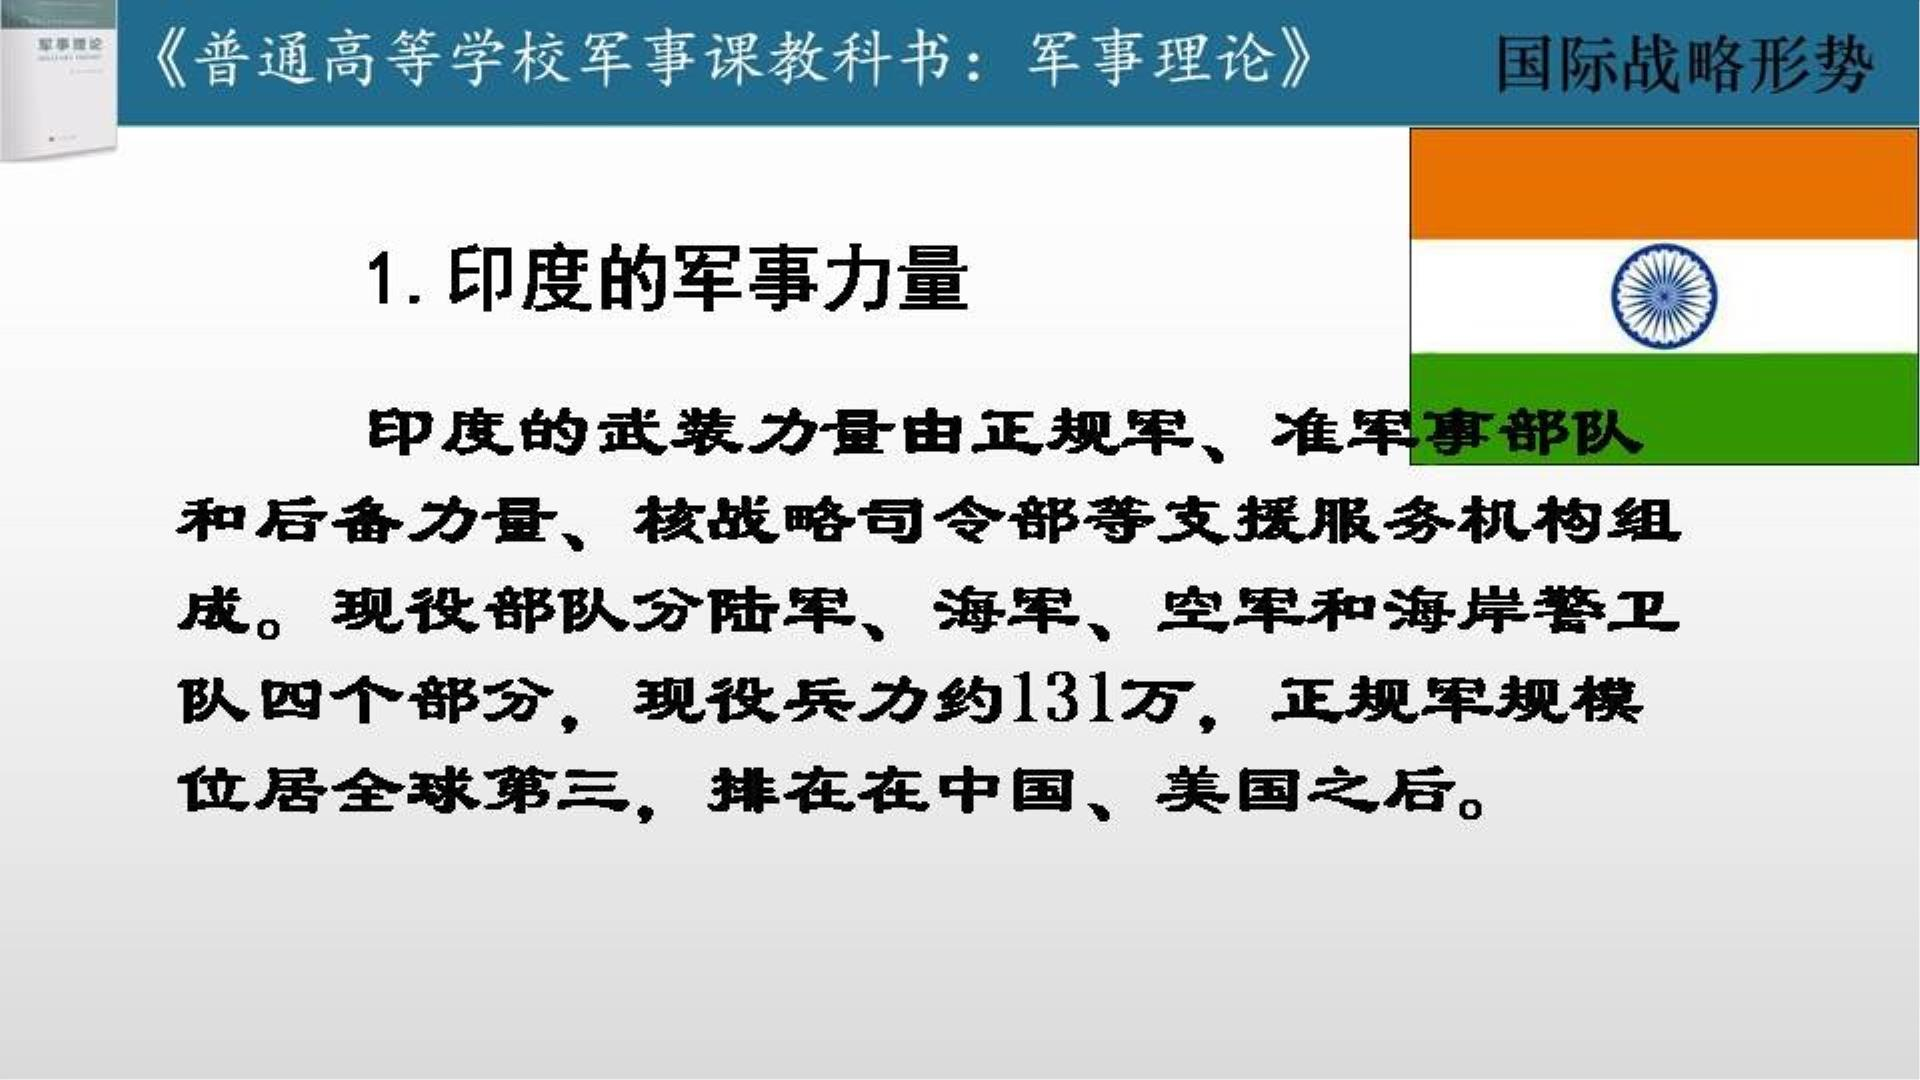 军事理论
《普通高等学校军事课教科书：军事理论》
国际战略形势
1.印度的军事力量
印度的武装力量由正规军、准军事部队
和后备力量、核战略司令部等支援服务机构组
成。现役部队分陆军、海军、空军和海岸警卫
队四个部分，现役兵力约131万，正规军规模
位居全球第三，排在在中国、美国之后。